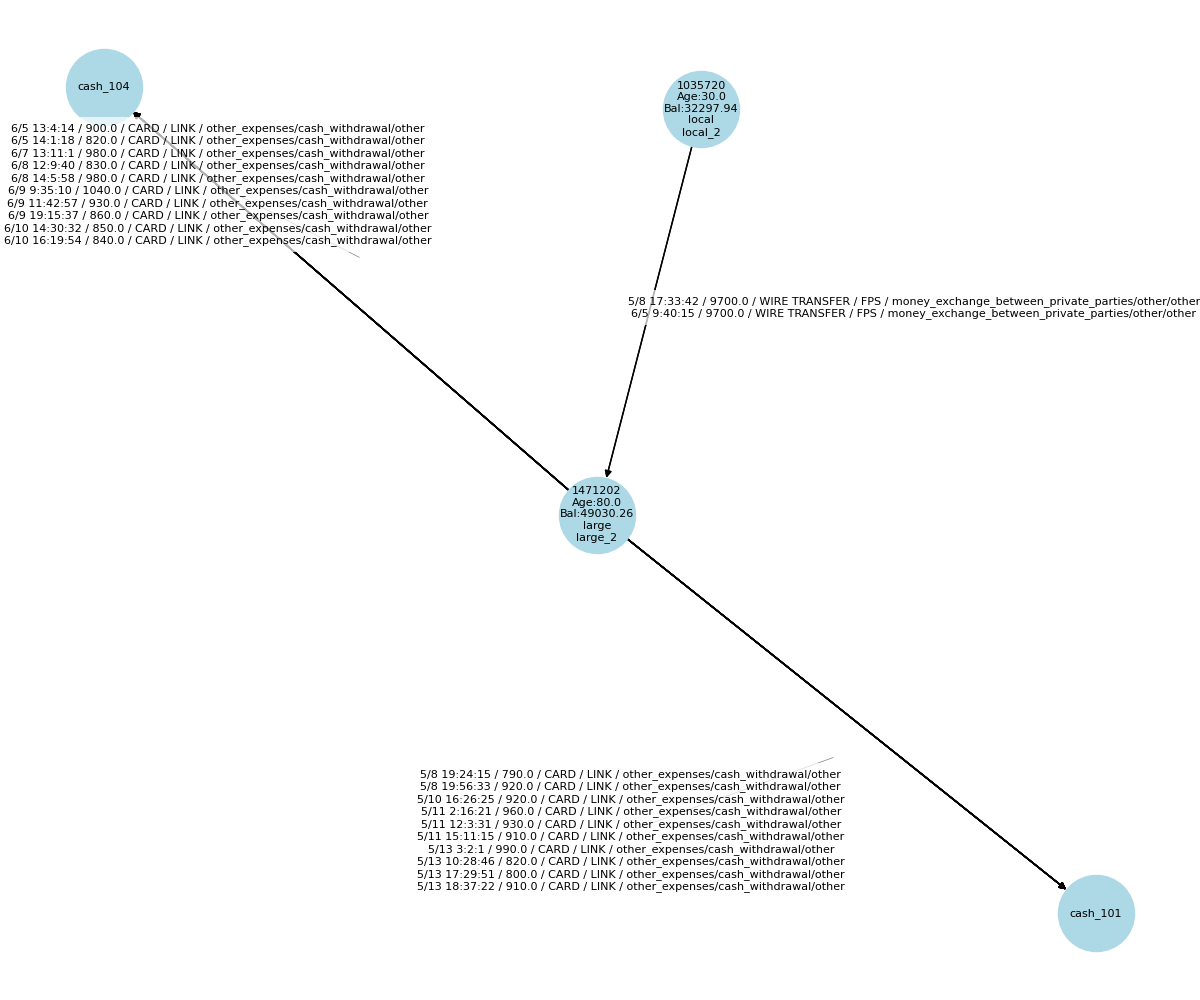 cash_104
1035720
Age:30.0
Bal:32297.94
local
local_2
6/5 13:4:14 / 900.0 / CARD / LINK / other_expenses/cash_withdrawal/other
6/5 14:1:18 / 820.0 / CARD / LINK / other_expenses/cash_withdrawal/other
6/7 13:11:1 / 980.0 / CARD / LINK / other_expenses/cash_withdrawal/other
6/8 12:9:40 / 830.0 / CARD / LINK / other_expenses/cash_withdrawal/other
6/8 14:5:58 / 980.0 / CARD / LINK / other_expenses/cash_withdrawal/other
6/9 9:35:10 / 1040.0 / CARD / LINK / other_expenses/cash_withdrawal/other
6/9 11:42:57 / 930.0 / CARD / LINK / other_expenses/cash_withdrawal/other
6/9 19:15:37 / 860.0 / CARD / LINK / other_expenses/cash_withdrawal/other
6/10 14:30:32 / 850.0 / CARD / LINK / other_expenses/cash_withdrawal/other
6/10 16:19:54 / 840.0 / CARD / LINK / other_expenses/cash_withdrawal/other
5/8 17:33:42 / 9700.0 / WIRE TRANSFER / FPS / money_exchange_between_private_parties/other/other
6/5 9:40:15 / 9700.0 / WIRE TRANSFER / FPS / money_exchange_between_private_parties/other/other
1471202
Age:80.0
Bal:49030.26
large
large_2
5/8 19:24:15 / 790.0 / CARD / LINK / other_expenses/cash_withdrawal/other
5/8 19:56:33 / 920.0 / CARD / LINK / other_expenses/cash_withdrawal/other
5/10 16:26:25 / 920.0 / CARD / LINK / other_expenses/cash_withdrawal/other
5/11 2:16:21 / 960.0 / CARD / LINK / other_expenses/cash_withdrawal/other
5/11 12:3:31 / 930.0 / CARD / LINK / other_expenses/cash_withdrawal/other
5/11 15:11:15 / 910.0 / CARD / LINK / other_expenses/cash_withdrawal/other
5/13 3:2:1 / 990.0 / CARD / LINK / other_expenses/cash_withdrawal/other
5/13 10:28:46 / 820.0 / CARD / LINK / other_expenses/cash_withdrawal/other
5/13 17:29:51 / 800.0 / CARD / LINK / other_expenses/cash_withdrawal/other
5/13 18:37:22 / 910.0 / CARD / LINK / other_expenses/cash_withdrawal/other
cash_101